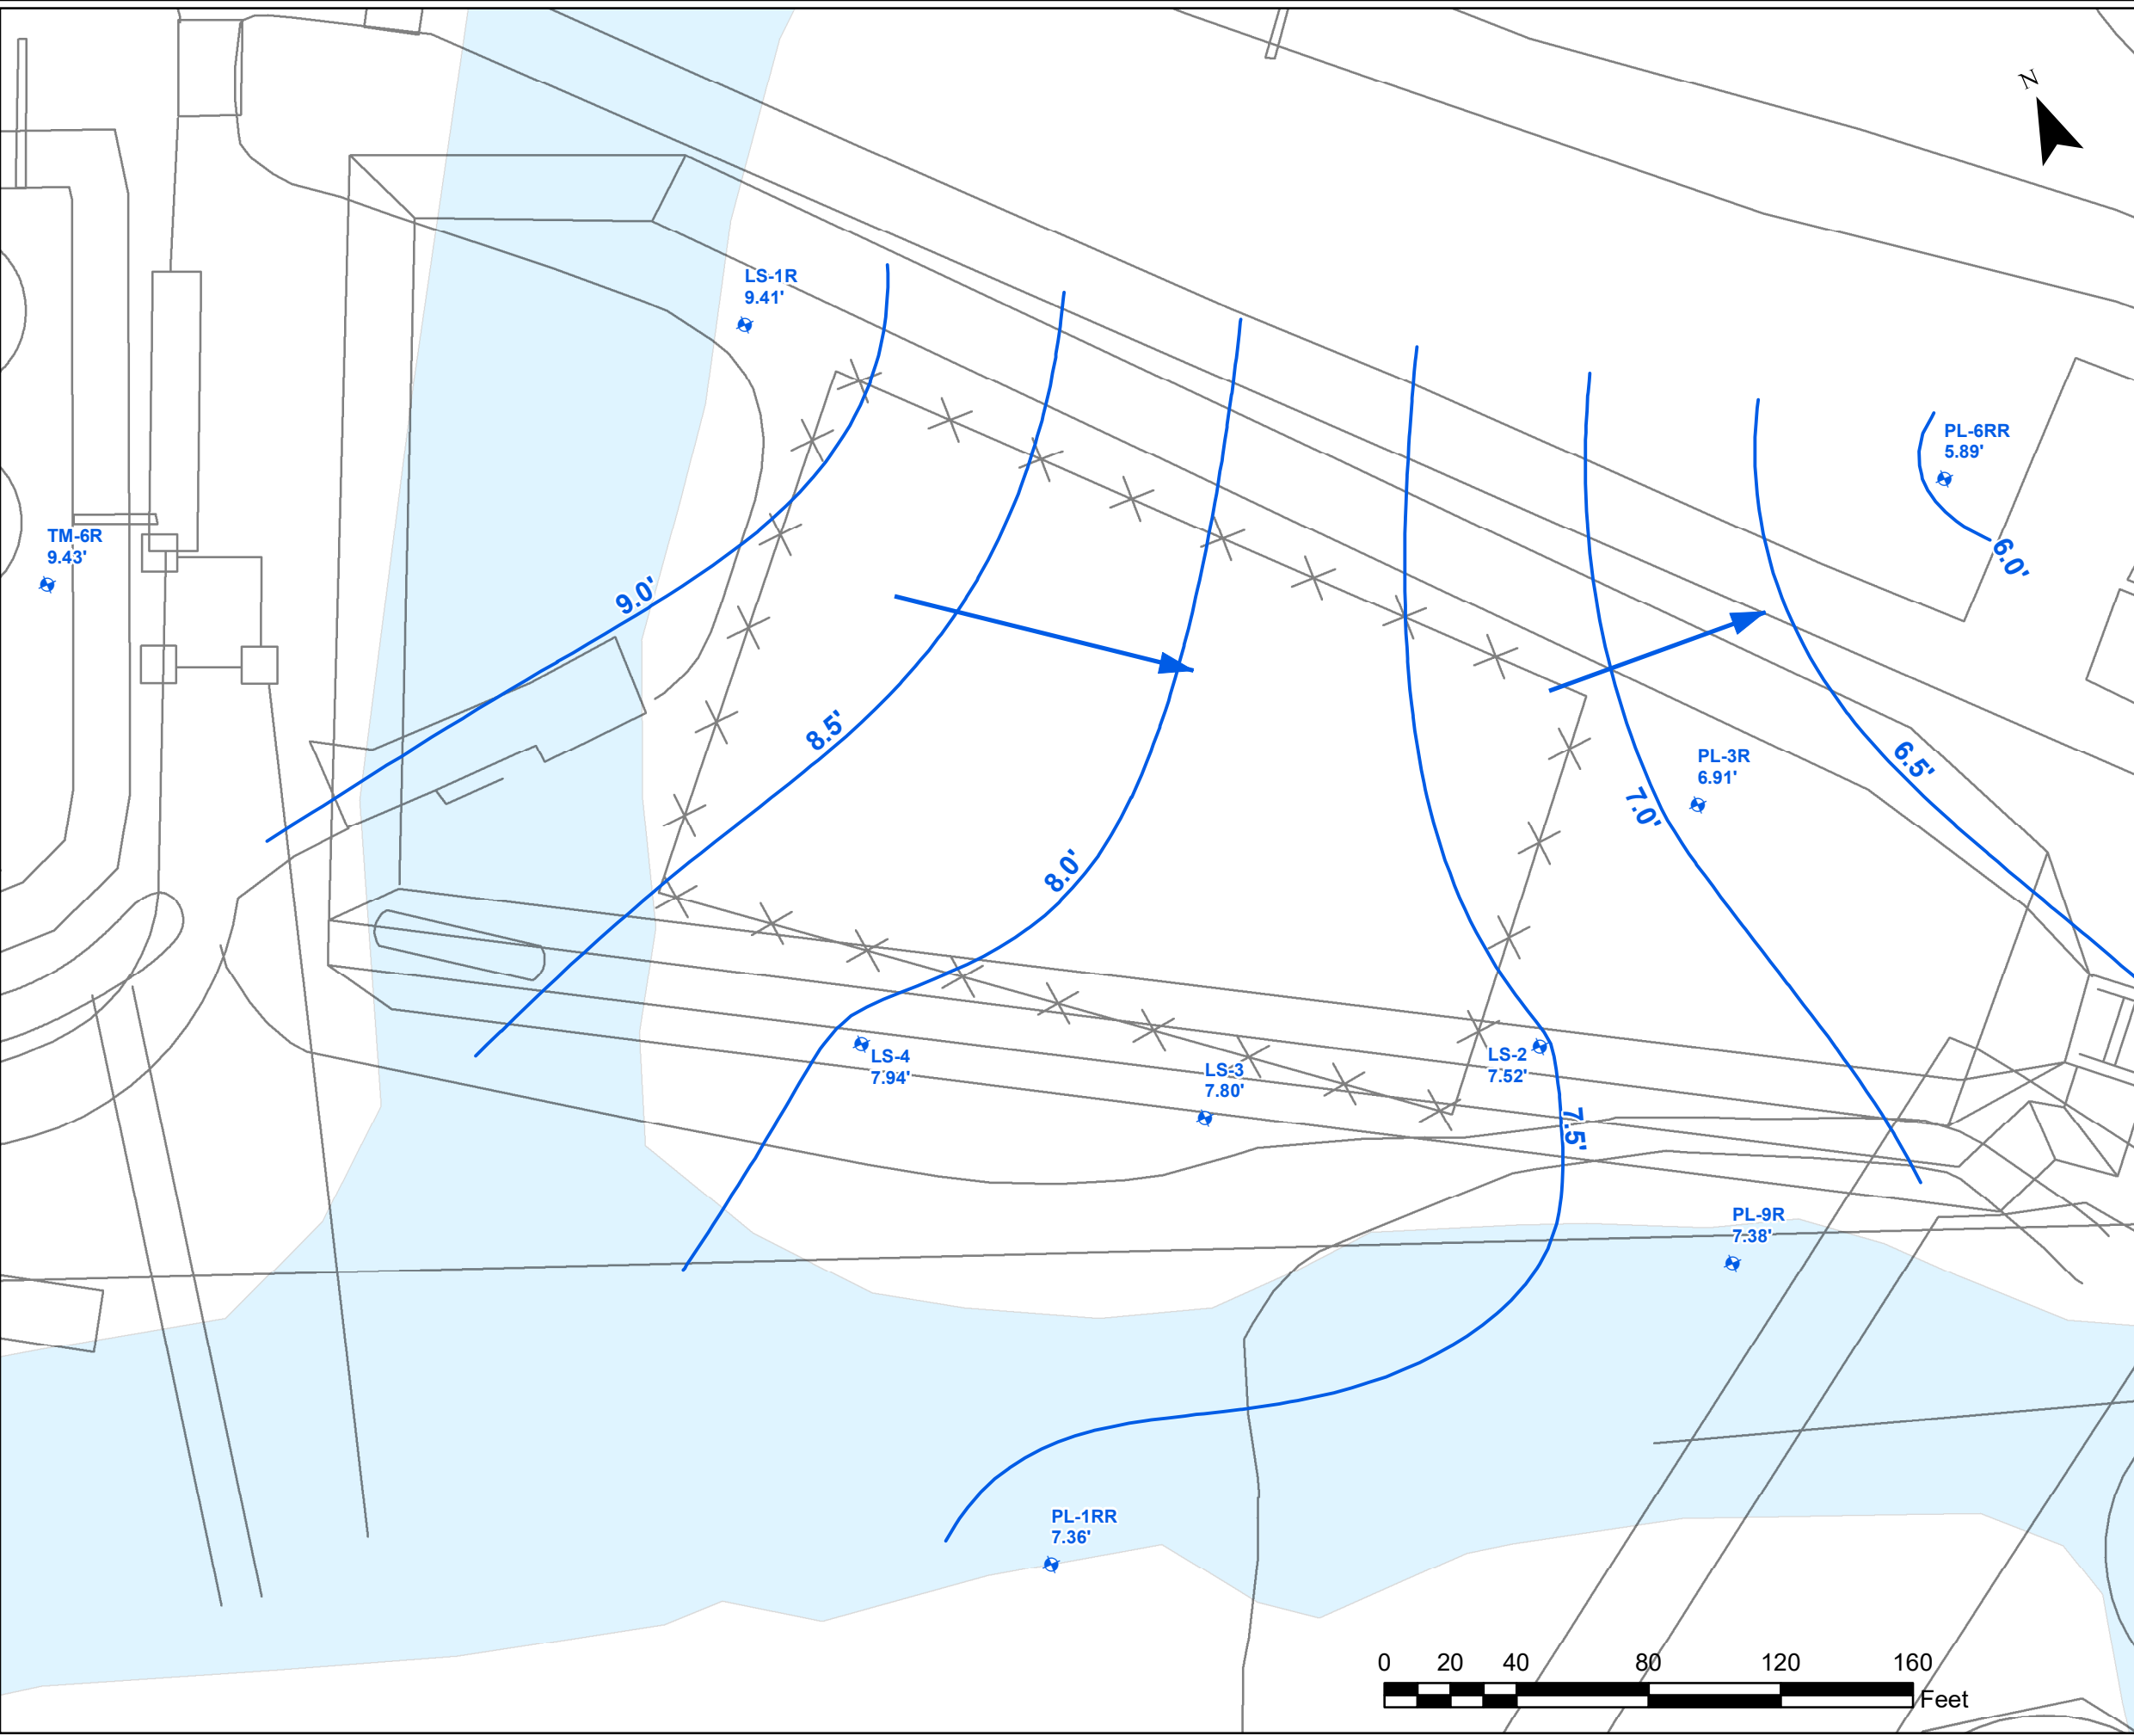 N
LS-1R
9.41'
PL-6RR
5.89'
TM-6R
9.43'
6.0'
9.0'
8.5'
PL-3R
6.91'
6.5'
7.0'
8.0'
LS-4
7.94'
LS-3
7.80'
LS-2
7.52'
7.5'
PL-9R
7.38'
PL-1RR
7.36'
0 20 40 80 120 160
Feet